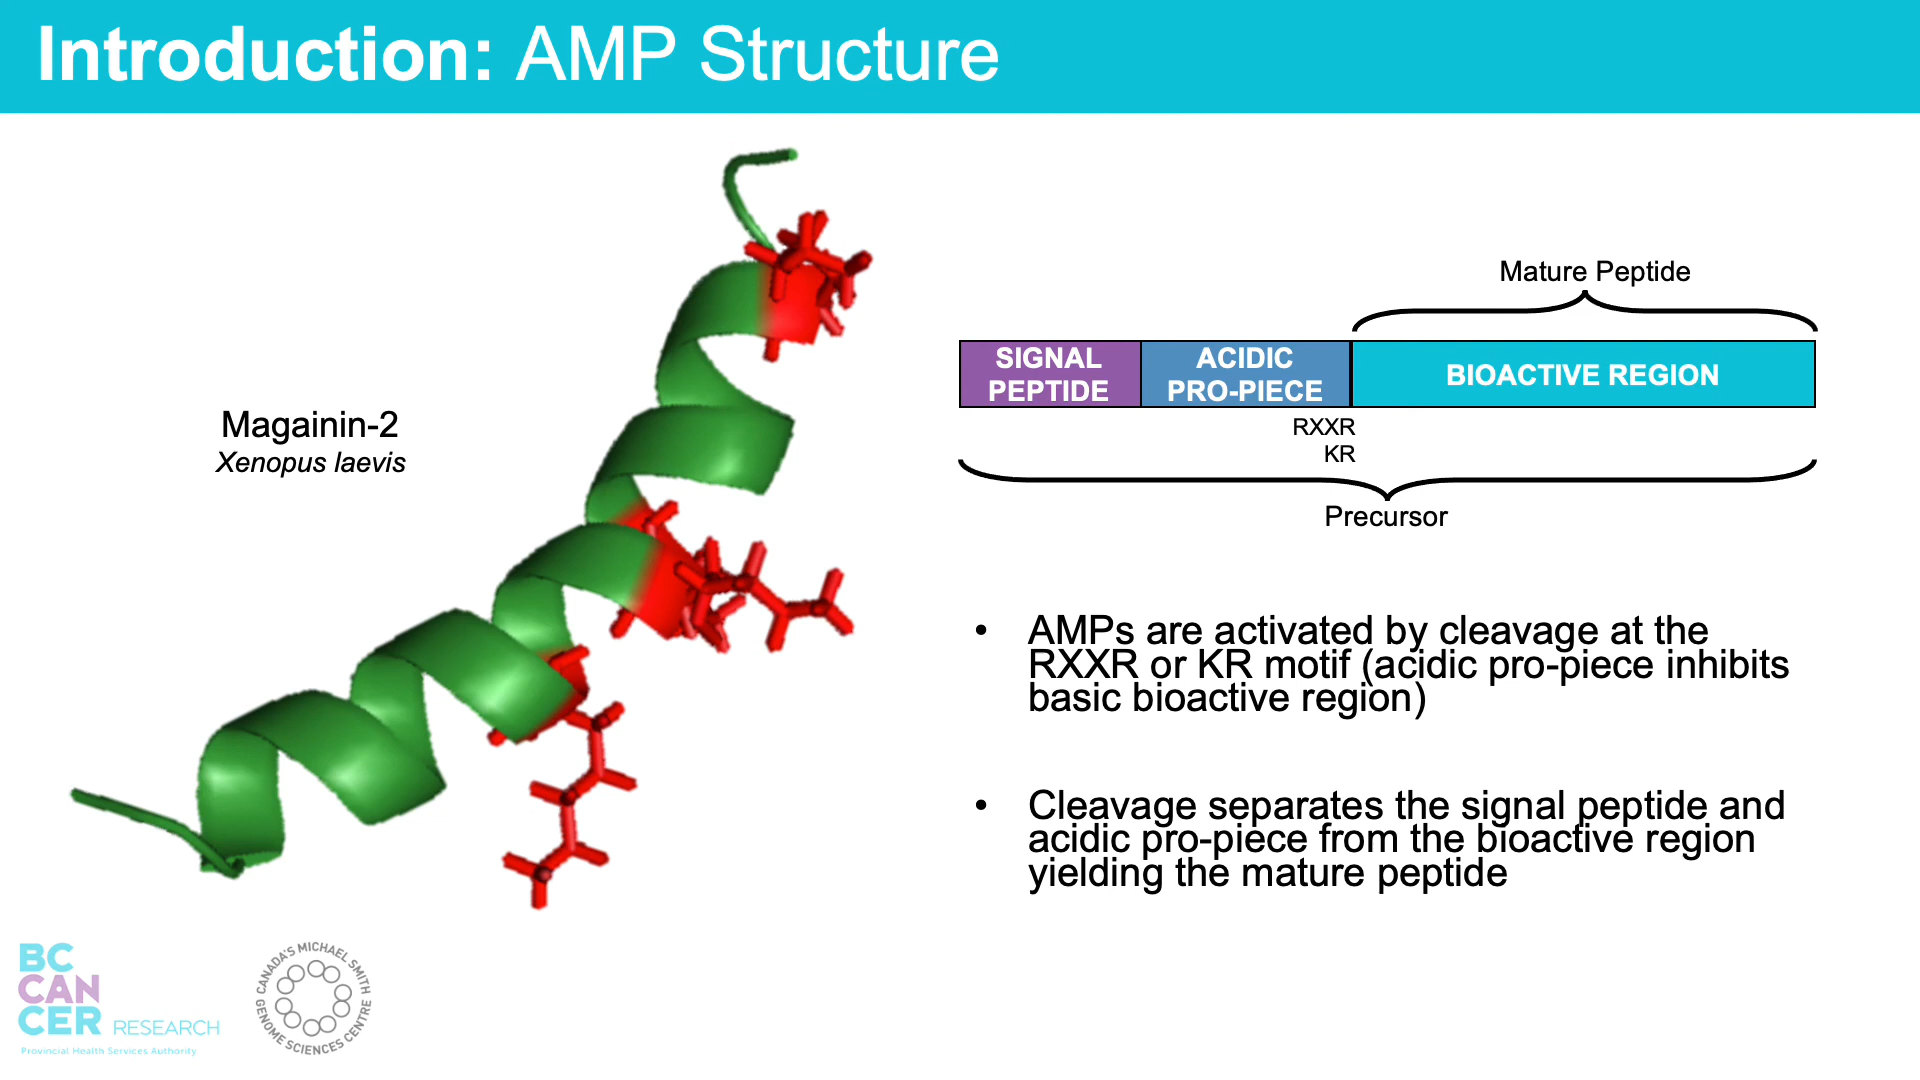 Introduction: AMP Structure
Magainin-2
Xenopus laevis
Mature Peptide
SIGNAL
PEPTIDE
ACIDIC
PRO-PIECE
BIOACTIVE REGION
RXXR
KR
Precursor
• AMPs are activated by cleavage at the
RXXR or KR motif (acidic pro-piece inhibits
basic bioactive region)
• Cleavage separates the signal peptide and
acidic pro-piece from the bioactive region
yielding the mature peptide
BC
CAN
CER RESEARCH
Provincial Health Services Authority
CANADA'S MICHAEL SMITH
GENOME SCIENCES CENTRE